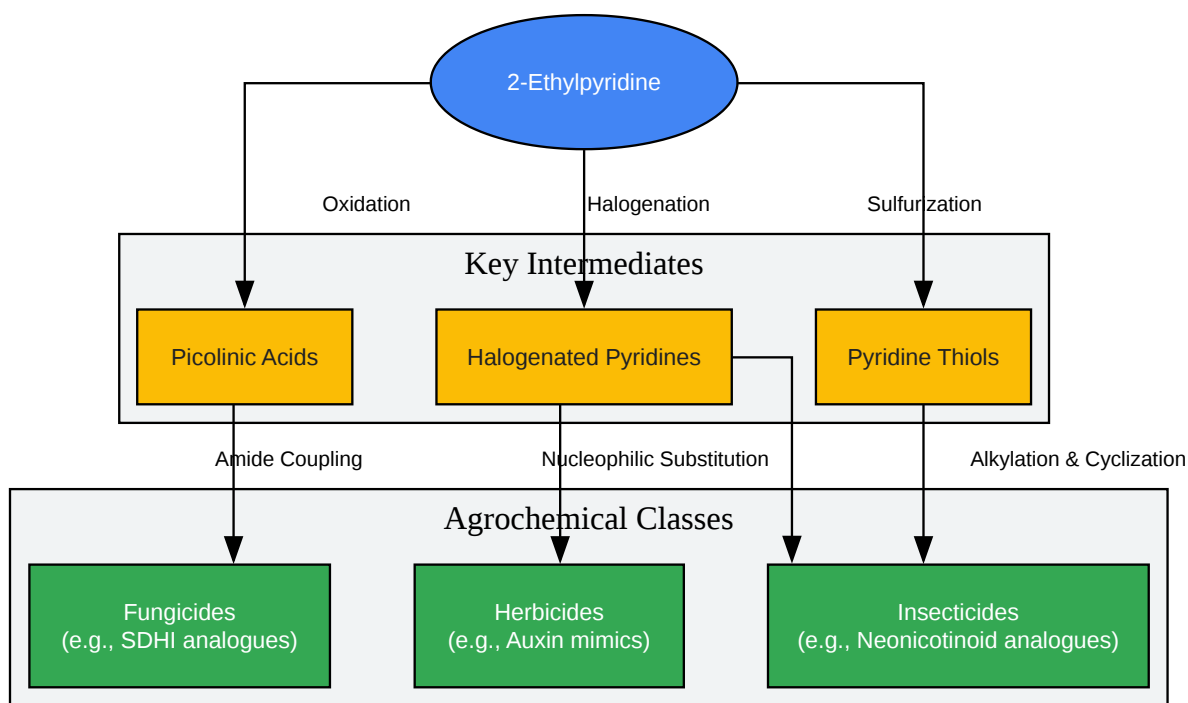 2-Ethylpyridine
Oxidation
Halogenation
Sulfurization
Key Intermediates
Picolinic Acids
Halogenated Pyridines
Pyridine Thiols
Amide Coupling
Nucleophilic Substitution
Alkylation & Cyclization
Agrochemical Classes
Fungicides
(e.g., SDHI analogues)
Herbicides
(e.g., Auxin mimics)
Insecticides
(e.g., Neonicotinoid analogues)